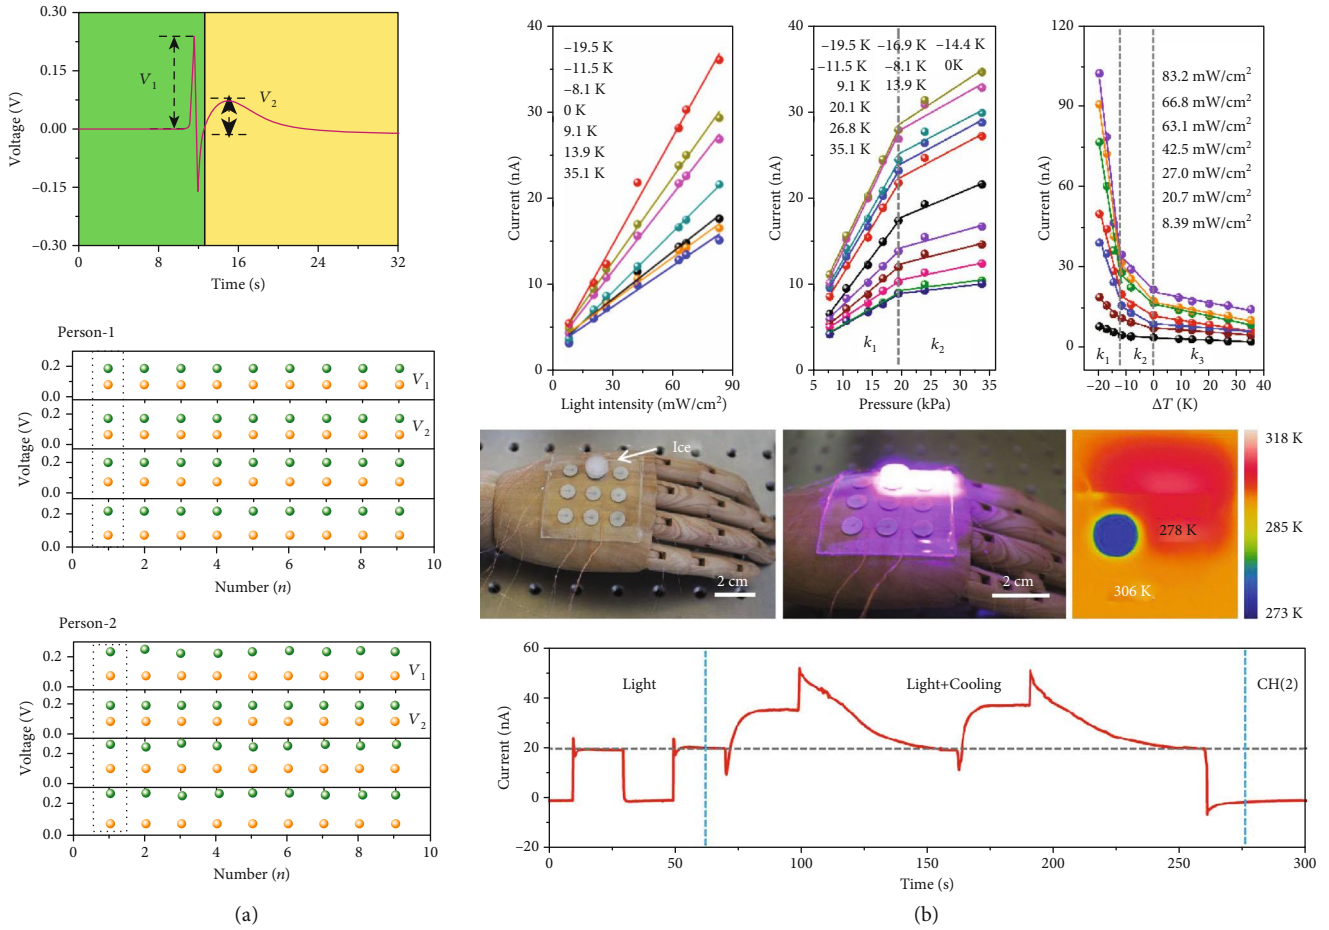 0.30
0.15
0.00
−0.15
−0.30
Voltage (V)
V1
V2
0
8
16
24
32
Time (s)
Person-1
0.2
0.0
0.2
0.0
0.2
0.0
0.2
0.0
Voltage (V)
V1
V2
0
2
4
6
8
10
Number (n)
Person-2
0.2
0.0
0.2
0.0
0.2
0.0
0.2
0.0
Voltage (V)
V1
V2
0
2
4
6
8
10
Number (n)
(a)
40
30
20
10
0
Current (nA)
−19.5 K
−11.5 K
−8.1 K
0 K
9.1 K
13.9 K
35.1 K
0
30
60
90
Light intensity (mW/cm²)
40
30
20
10
0
Current (nA)
−19.5 K −16.9 K −14.4 K
−11.5 K −8.1 K 0K
9.1 K 13.9 K
20.1 K
26.8 K
35.1 K
k1
k2
5
10
15
20
25
30
35
Pressure (kPa)
120
90
60
30
0
Current (nA)
83.2 mW/cm²
66.8 mW/cm²
63.1 mW/cm²
42.5 mW/cm²
27.0 mW/cm²
20.7 mW/cm²
8.39 mW/cm²
k1
k2
k3
−20
−10
0
10
20
30
ΔT (K)
Ice
2 cm
2 cm
278 K
306 K
318 K
285 K
273 K
60
40
20
0
−20
Current (nA)
Light
Light+Cooling
CH(2)
0
50
100
150
200
250
300
Time (s)
(b)